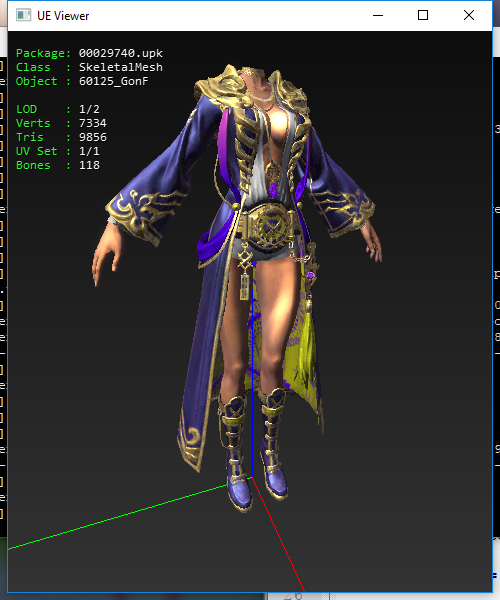 UE Viewer
Package: 00029740.upk
Class : SkeletalMesh
Object : 60125_GonF
LOD : 1/2
Verts : 7334
Tris : 9856
UV Set : 1/1
Bones : 118